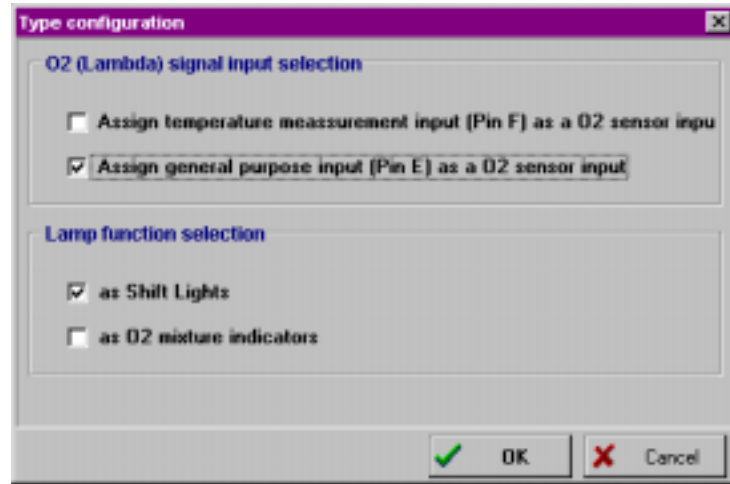 Type configuration
O2 (Lambda) signal input selection
Assign temperature meassurement input (Pin F) as a O2 sensor inpu
Assign general purpose input (Pin E) as a O2 sensor input
Lamp function selection
as Shift Lights
as O2 mixture indicators
OK
Cancel